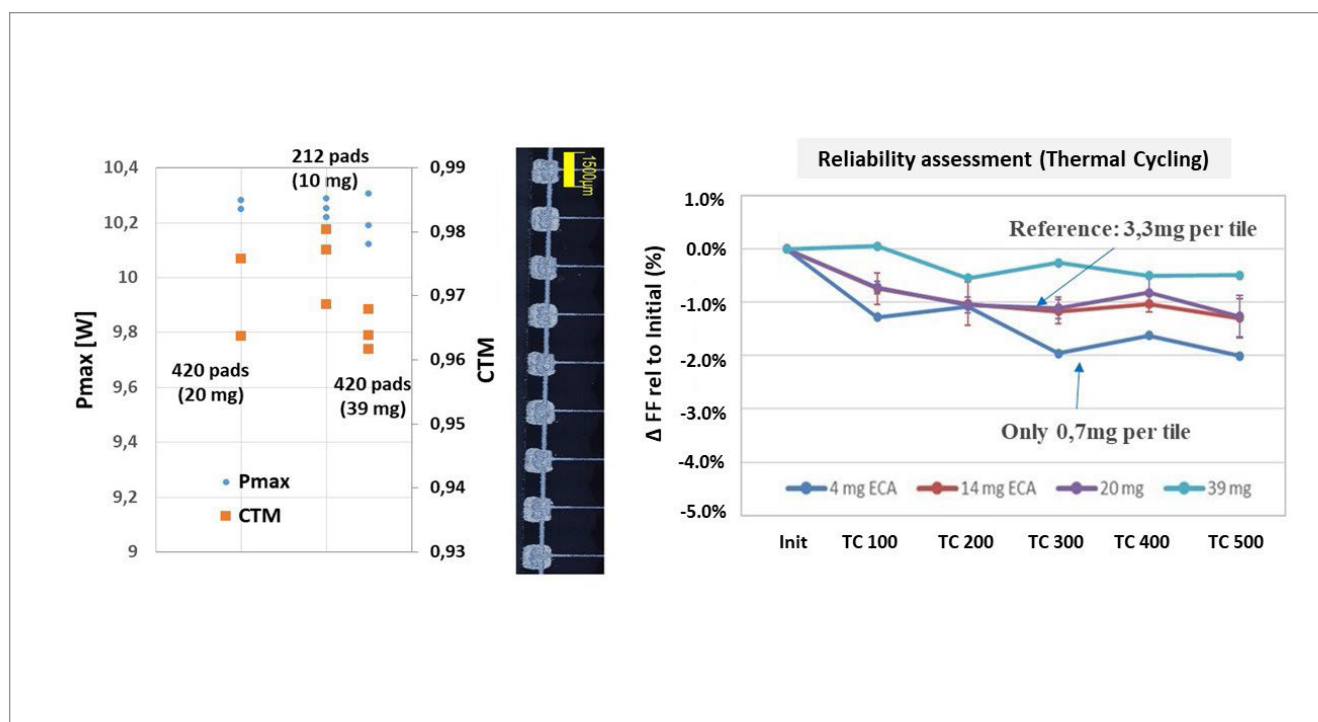 212 pads
(10 mg)
10,4
10,2
10
9,8
9,6
9,4
9,2
9
Pmax [W]
420 pads
(20 mg)
420 pads
(39 mg)
Pmax
CTM
0,99
0,98
0,97
0,96
0,95
0,94
0,93
CTM
1500µm
Reliability assessment (Thermal Cycling)
1.0%
0.0%
-1.0%
-2.0%
-3.0%
-4.0%
-5.0%
Δ FF rel to Initial (%)
Reference: 3,3mg per tile
Only 0,7mg per tile
4 mg ECA 14 mg ECA 20 mg 39 mg
Init TC 100 TC 200 TC 300 TC 400 TC 500